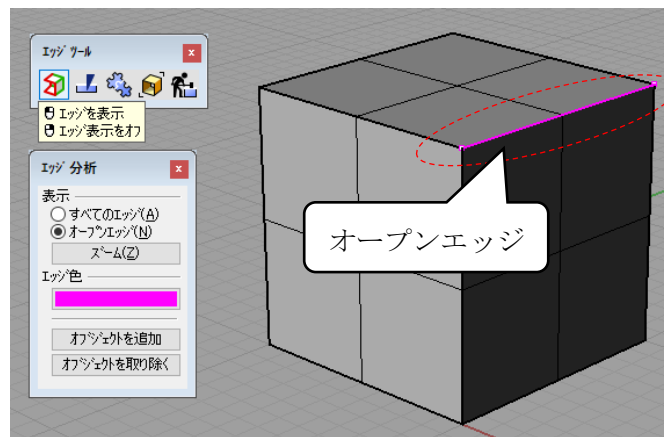 エッジ ツール
エッジを表示
エッジ表示をオフ
エッジ 分析
表示
すべてのエッジ(A)
オープンエッジ(N)
ズーム(Z)
エッジ色
オブジェクトを追加
オブジェクトを取り除く
オープンエッジ